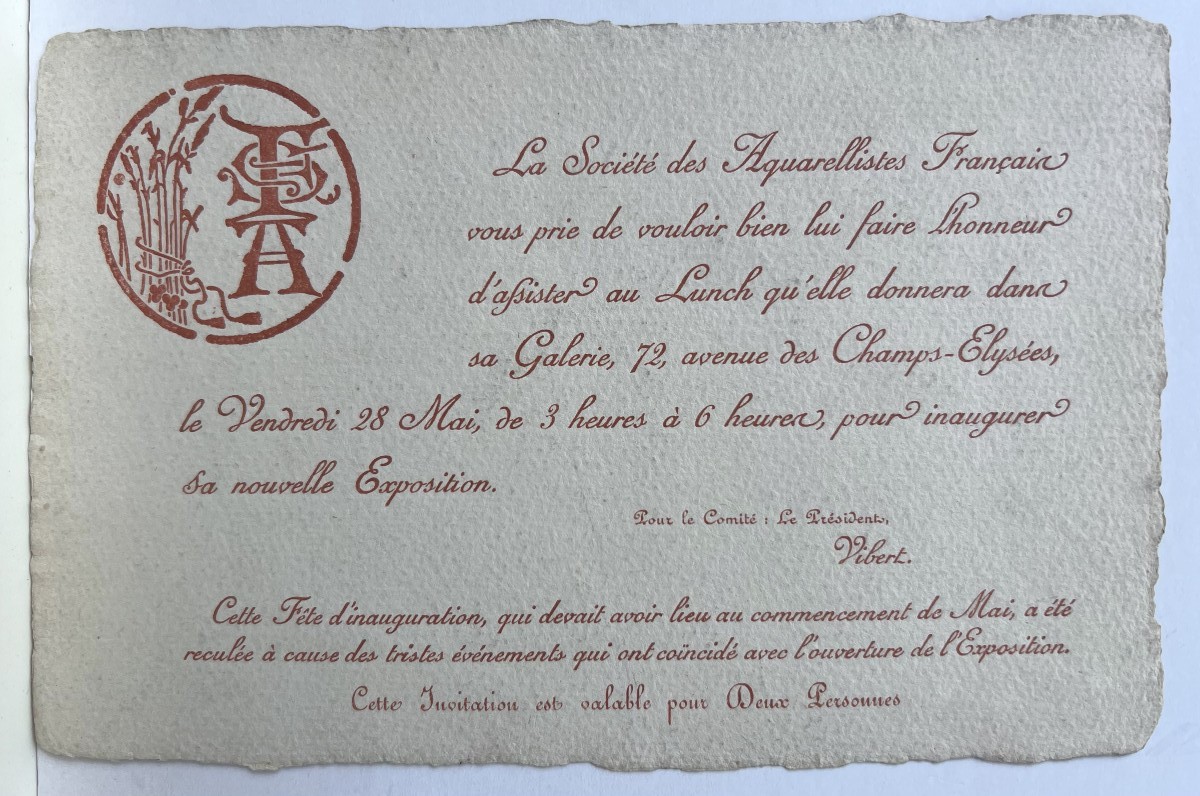 SFA
La Société des Aquarellistes Français
vous prie de vouloir bien lui faire l'honneur
d'assister au Lunch qu'elle donnera dans
sa Galerie, 72, avenue des Champs-Elysées,
le Vendredi 28 Mai, de 3 heures à 6 heures, pour inaugurer
sa nouvelle Exposition.
Pour le Comité : Le Présidents,
Vibert.
Cette Fête d'inauguration, qui devait avoir lieu au commencement de Mai, a été
reculée à cause des tristes événements qui ont coïncidé avec l'ouverture de l'Exposition.
Cette Invitation est valable pour Deux Personnes